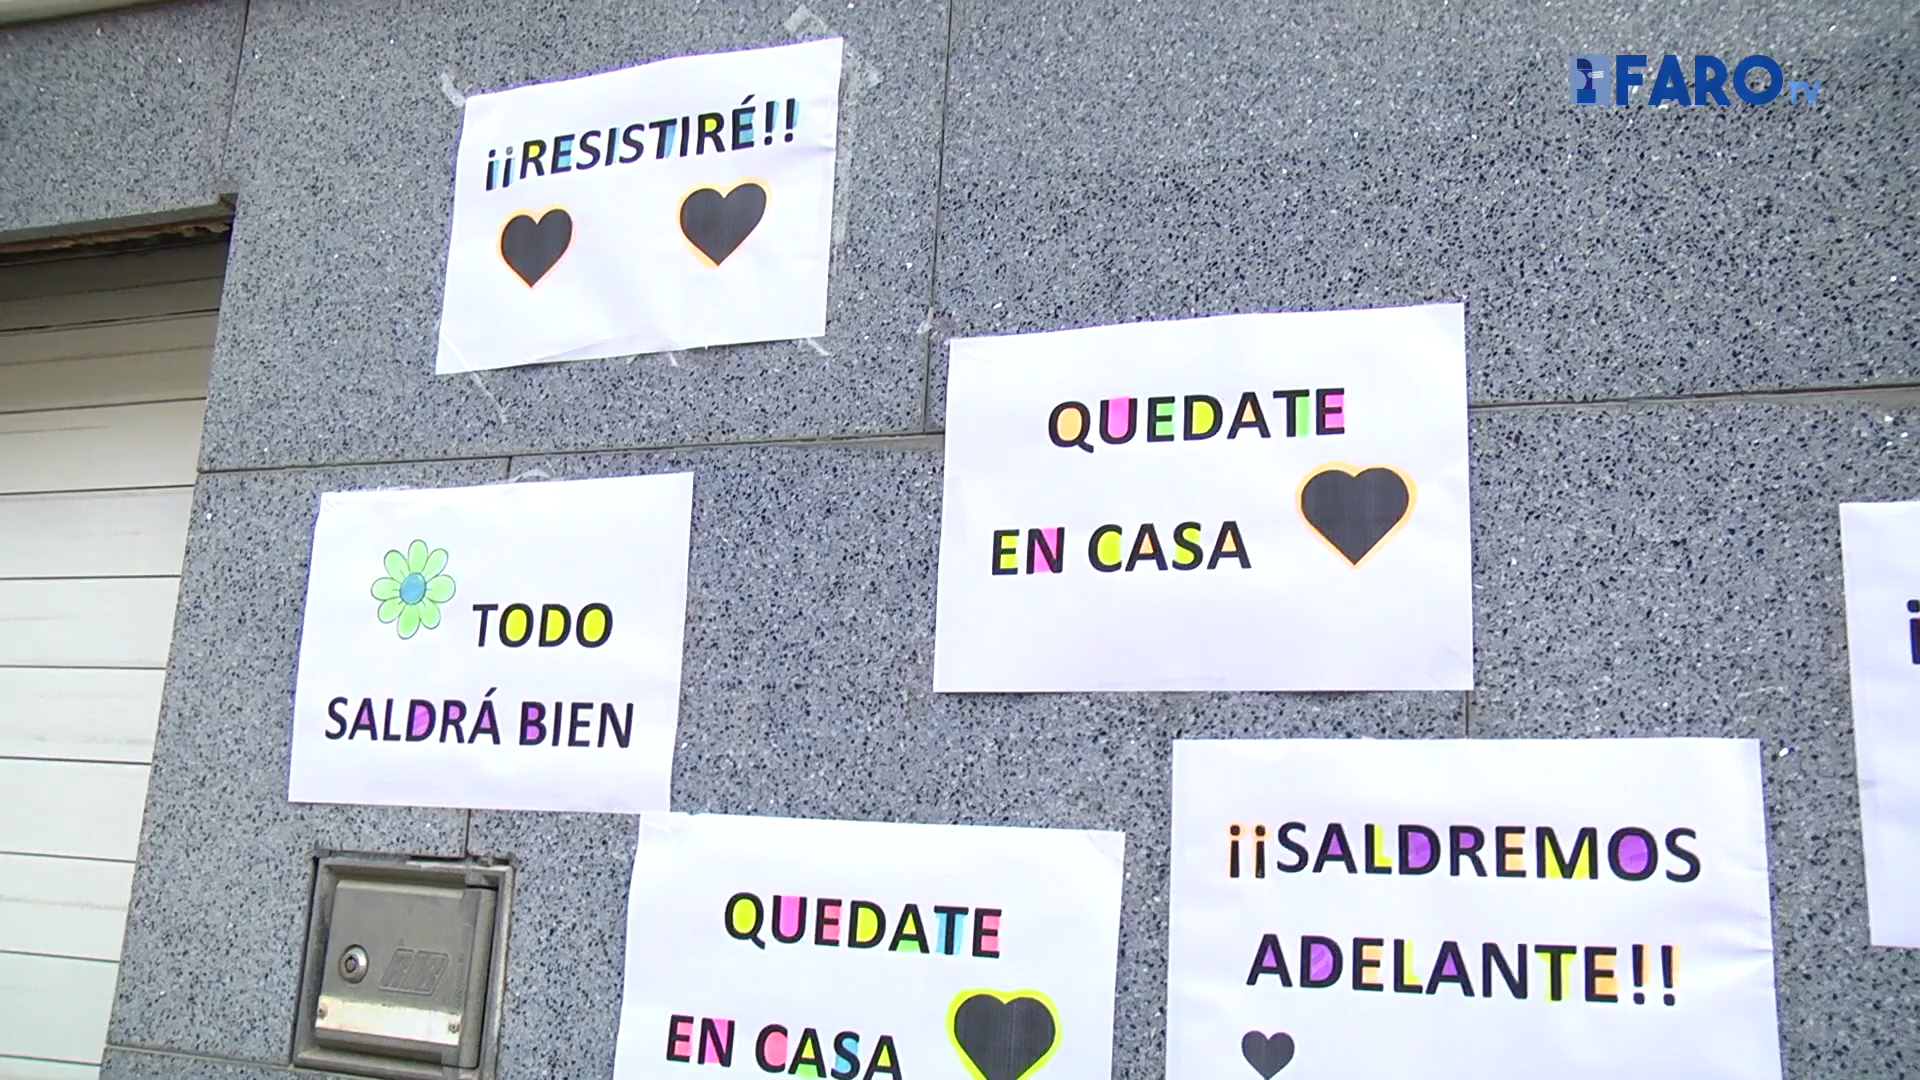 FARO TV
¡¡RESISTIRÉ!!
QUEDATE
EN CASA
TODO
SALDRÁ BIEN
QUEDATE
EN CASA
¡¡SALDREMOS
ADELANTE!!